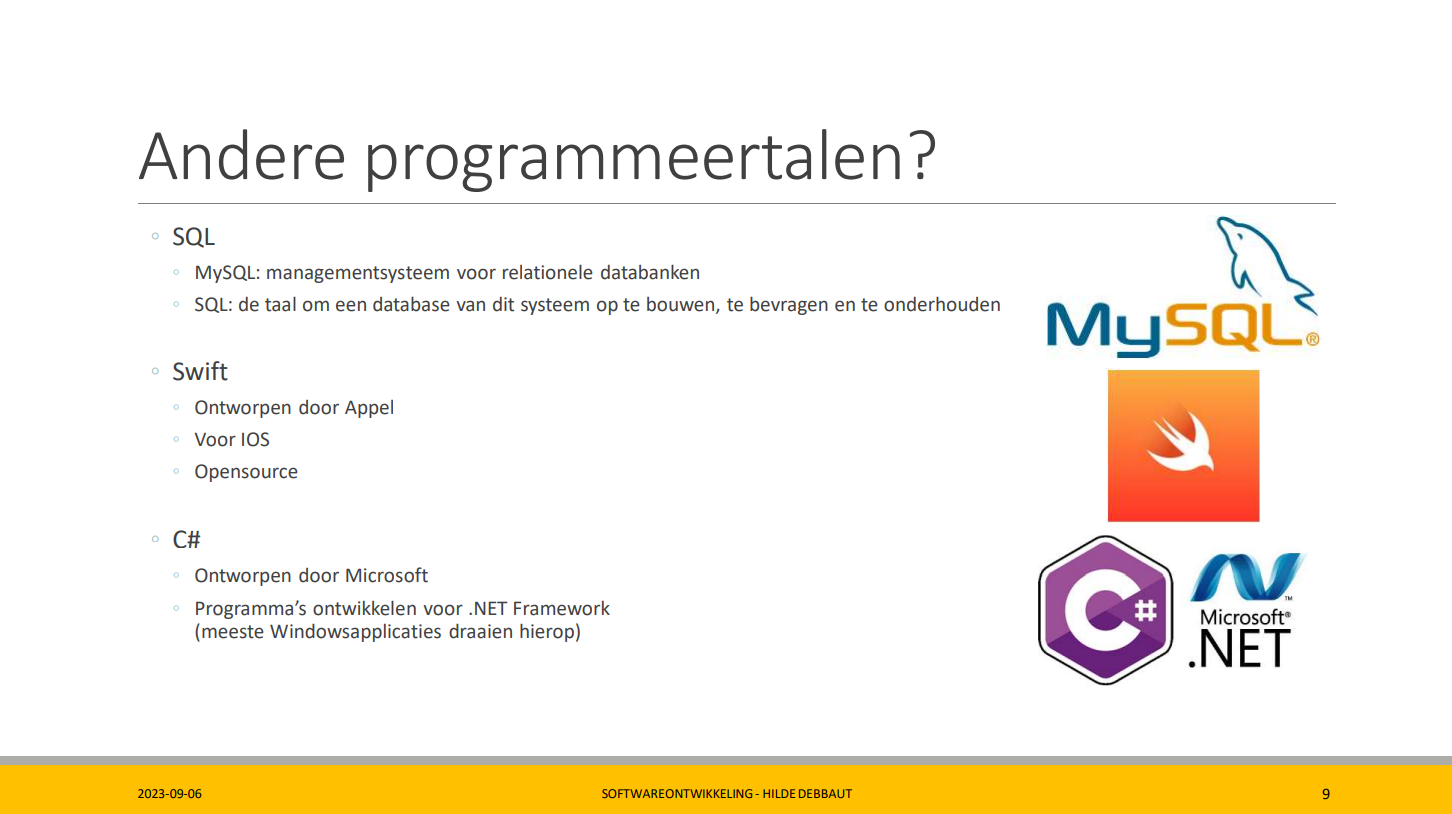 Andere programmeertalen?
◦ SQL
◦ MySQL: managementsysteem voor relationele databanken
◦ SQL: de taal om een database van dit systeem op te bouwen, te bevragen en te onderhouden
MySQL®
◦ Swift
◦ Ontworpen door Appel
◦ Voor IOS
◦ Opensource
◦ C#
◦ Ontworpen door Microsoft
◦ Programma’s ontwikkelen voor .NET Framework
(meeste Windowsapplicaties draaien hierop)
C#
™
Microsoft®
.NET
2023-09-06
SOFTWAREONTWIKKELING - HILDE DEBBAUT
9